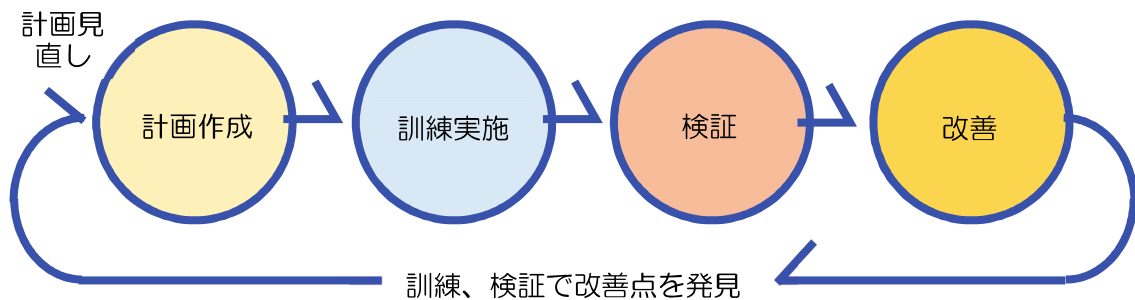 計画見
直し
計画作成
訓練実施
検証
改善
訓練、検証で改善点を発見